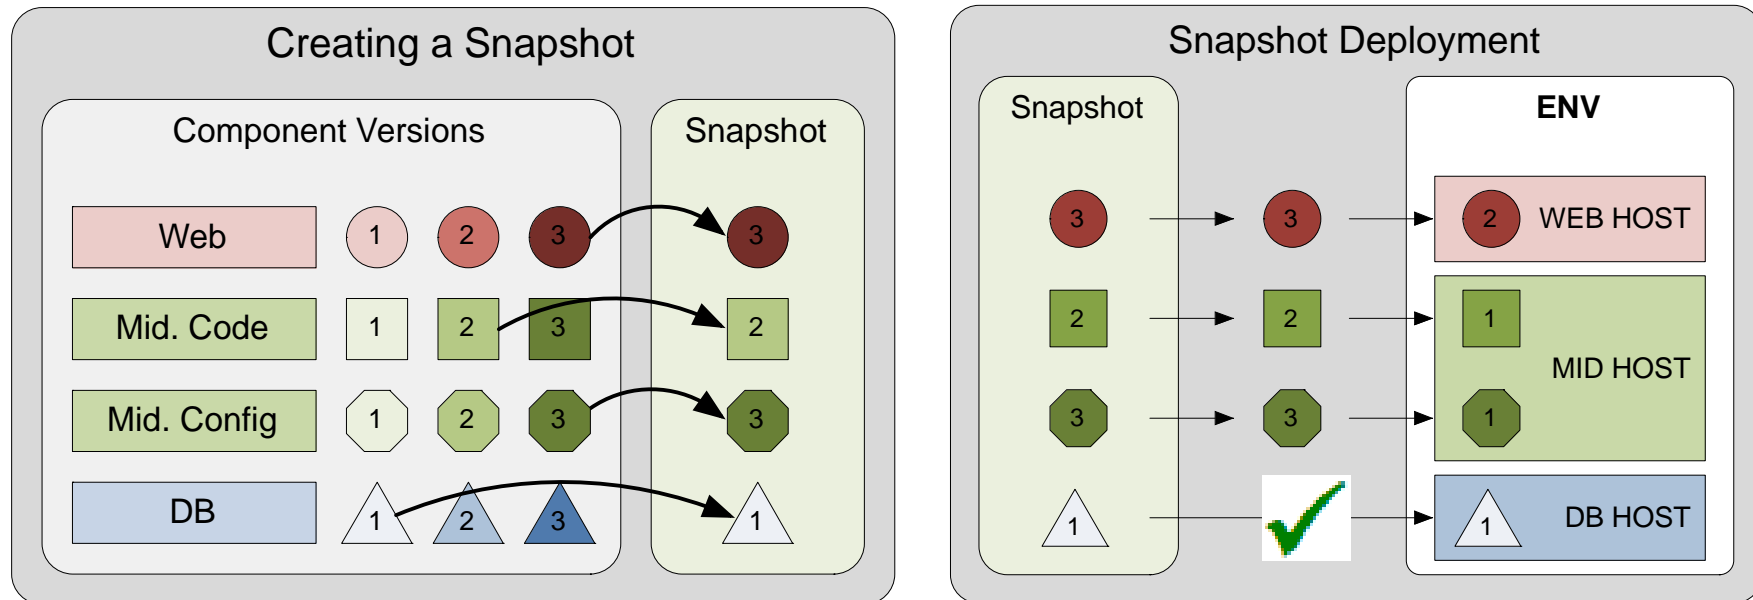 Creating a Snapshot
Component Versions
Snapshot
Web 1 2 3 3
Mid. Code 1 2 3 2
Mid. Config 1 2 3 3
DB 1 2 3 1
Snapshot Deployment
Snapshot
ENV
3 3 2 WEB HOST
2 2 1
MID HOST
3 3 1
1 1 DB HOST